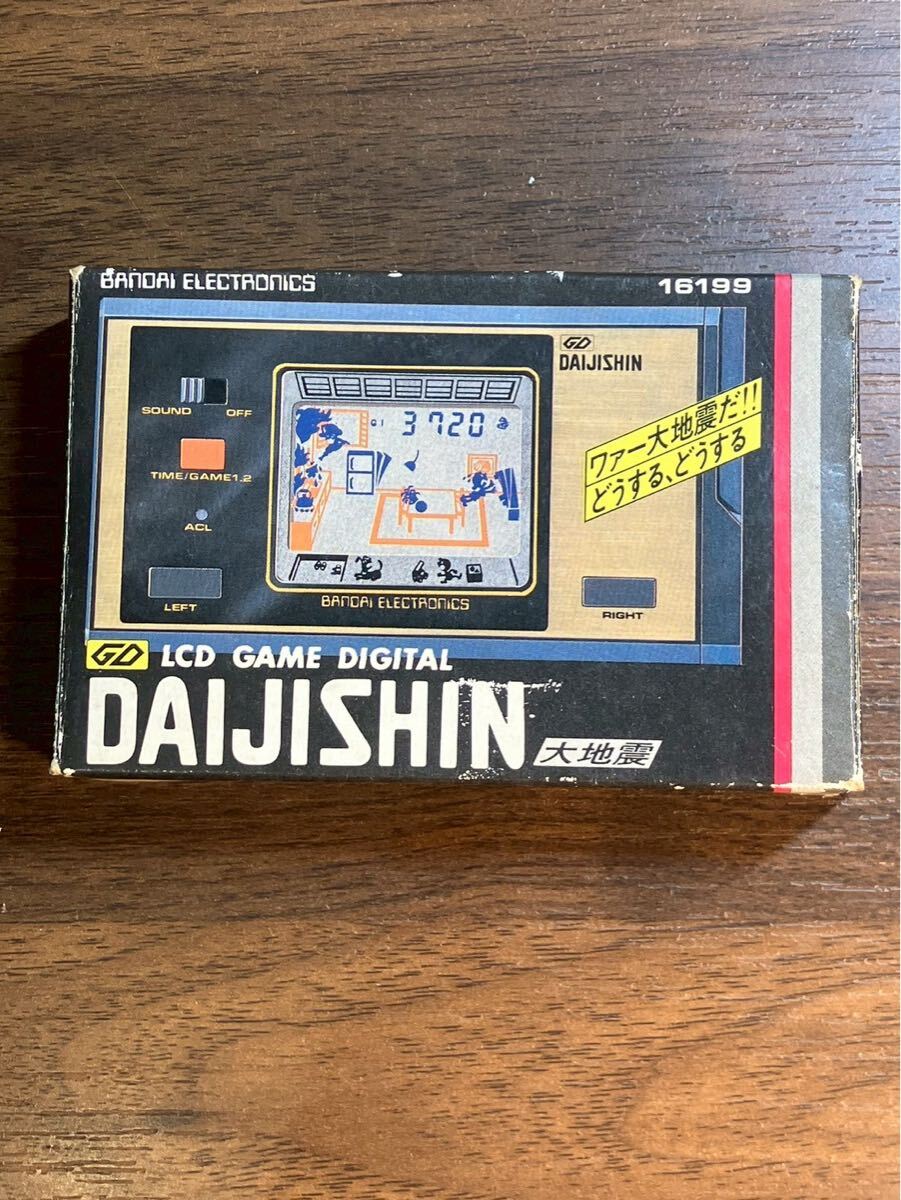 BANDAI ELECTRONICS
16199
GD
DAIJISHIN
SOUND OFF
TIME/GAME1.2
ACL
LEFT
G1 3720
BANDAI ELECTRONICS
ワァー大地震だ!!
どうする、どうする
RIGHT
GD LCD GAME DIGITAL
DAIJISHIN 大地震